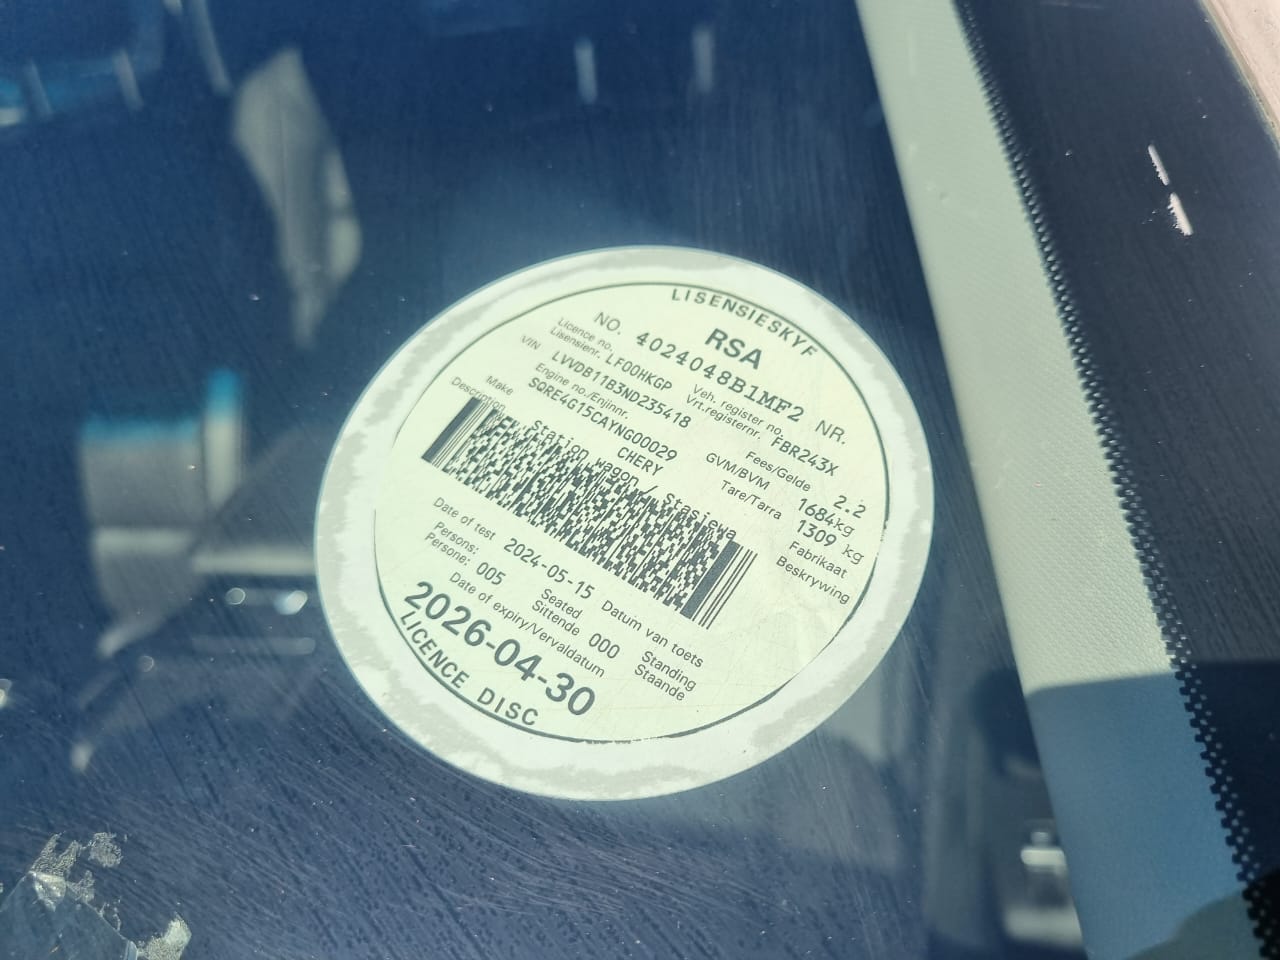 LISENSIESKYF
RSA
NO. 4024048B1MF2 NR.
Licence no. Lisensienr. LF00HKGP Veh. register no. Vrt.registernr. FBR243X
VIN LVVDB11B3ND235418 Fees/Gelde 2.2
Engine no./Enjinnr. SQRE4G15CAYNG00029 GVM/BVM 1684kg
Tare/Tarra 1309 kg
Make CHERY Fabrikaat
Description Station wagon / Stasiewa Beskrywing
Date of test 2024-05-15 Datum van toets
Persons: Persone: 005 Seated Sittende 000 Standing Staande
Date of expiry/Vervaldatum
2026-04-30
LICENCE DISC